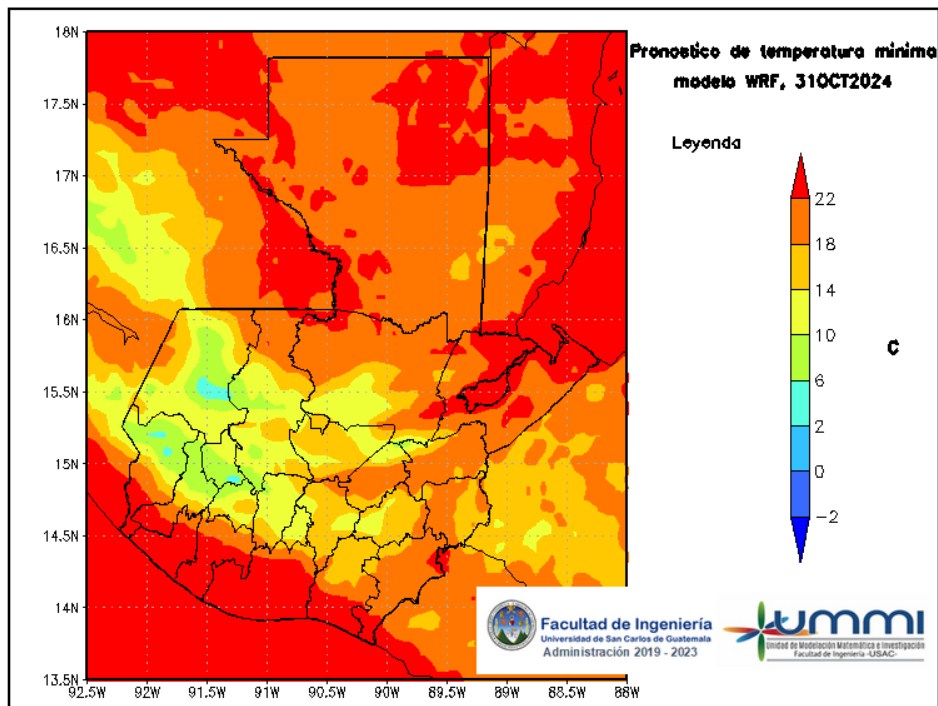 Pronostico de temperatura minima
modelo WRF, 31OCT2024
Leyenda
22
18
14
10
6
2
0
−2
C
18N
17.5N
17N
16.5N
16N
15.5N
15N
14.5N
14N
13.5N
92.5W 92W 91.5W 91W 90.5W 90W 89.5W 89W 88.5W 88W
Facultad de Ingeniería
Universidad de San Carlos de Guatemala
Administración 2019 - 2023
ummi
Unidad de Modelación Matemática e Investigación
Facultad de Ingeniería -USAC-